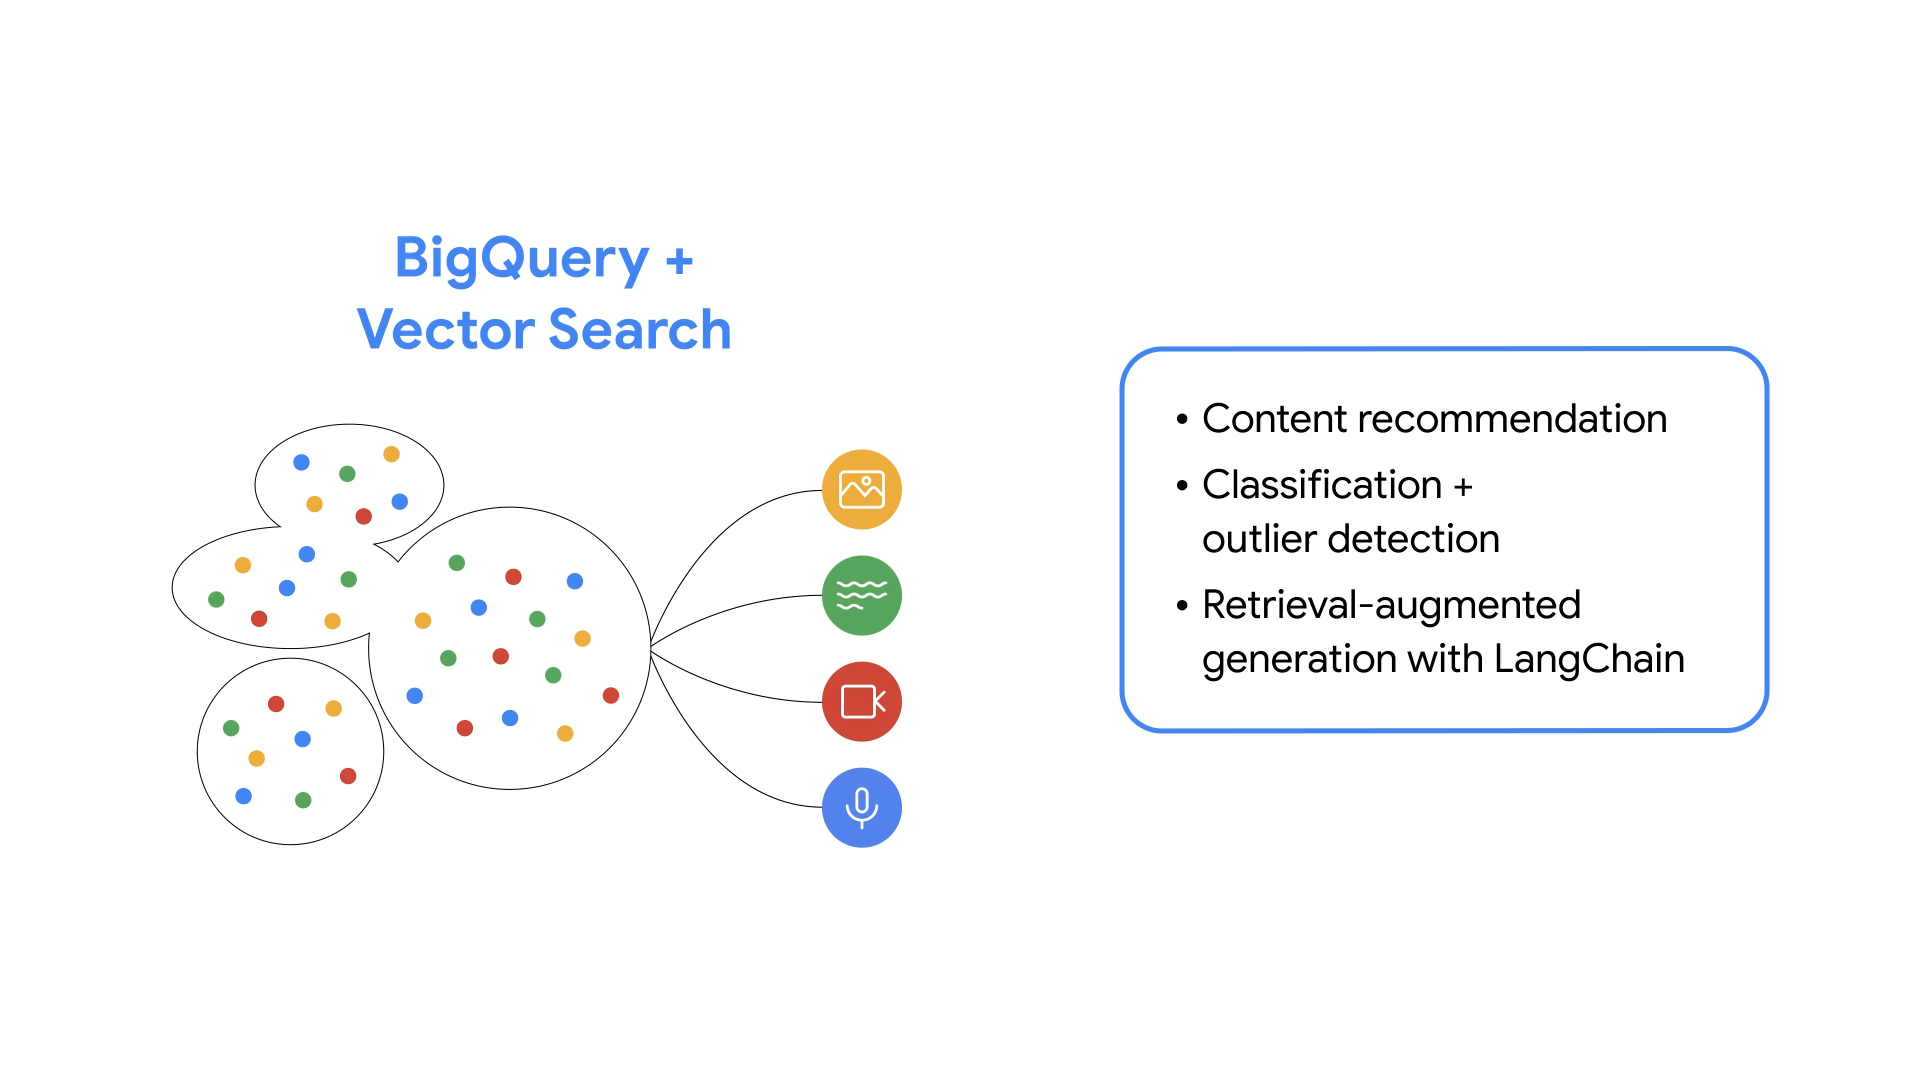 BigQuery +
Vector Search
• Content recommendation
• Classification +
outlier detection
• Retrieval-augmented
generation with LangChain